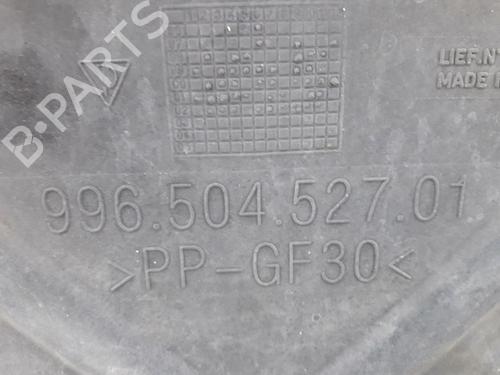 LIEF.N
MADE
B-PARTS
996.504.527.01
>PP-GF30<